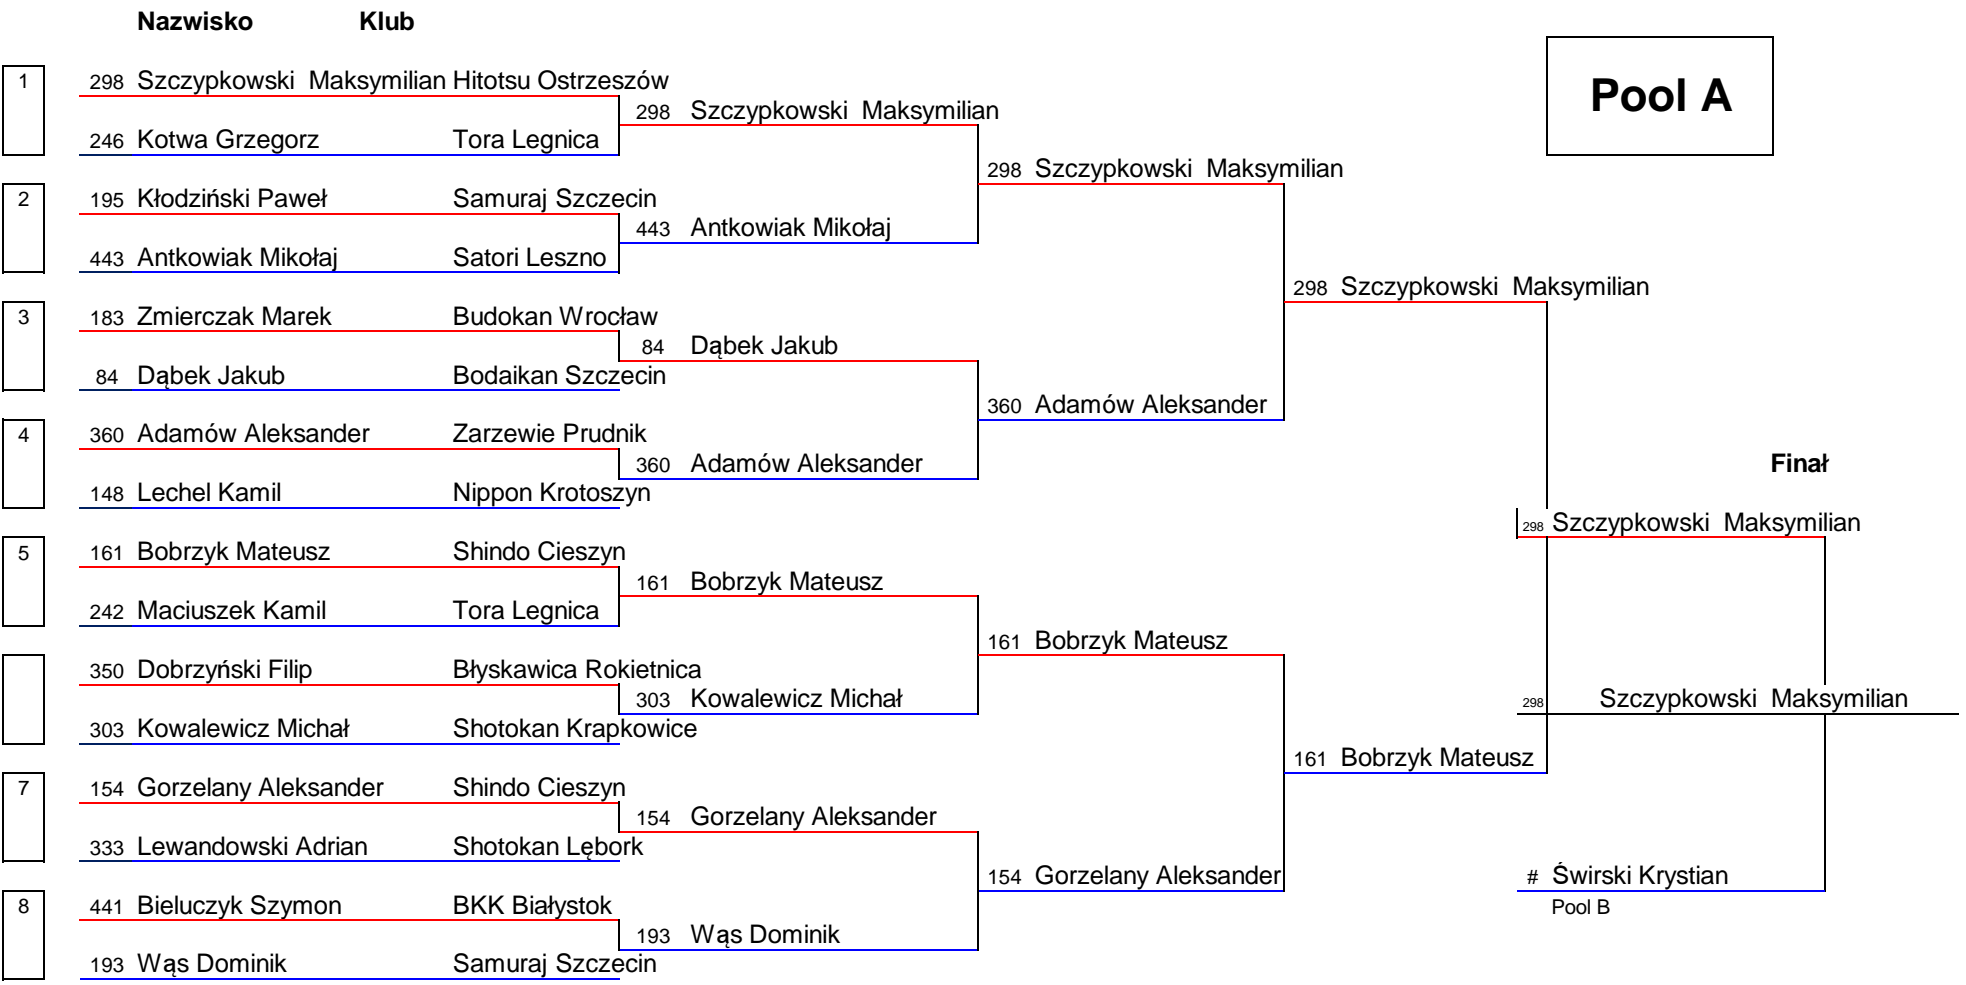 Nazwisko Klub
Pool A
1 298 Szczypkowski Maksymilian Hitotsu Ostrzeszów
298 Szczypkowski Maksymilian
246 Kotwa Grzegorz Tora Legnica
298 Szczypkowski Maksymilian
2 195 Kłodziński Paweł Samuraj Szczecin
443 Antkowiak Mikołaj
443 Antkowiak Mikołaj Satori Leszno
298 Szczypkowski Maksymilian
3 183 Zmierczak Marek Budokan Wrocław
84 Dąbek Jakub
84 Dąbek Jakub Bodaikan Szczecin
360 Adamów Aleksander
4 360 Adamów Aleksander Zarzewie Prudnik
360 Adamów Aleksander
Finał
148 Lechel Kamil Nippon Krotoszyn
298 Szczypkowski Maksymilian
5 161 Bobrzyk Mateusz Shindo Cieszyn
161 Bobrzyk Mateusz
242 Maciuszek Kamil Tora Legnica
161 Bobrzyk Mateusz
350 Dobrzyński Filip Błyskawica Rokietnica
303 Kowalewicz Michał
298 Szczypkowski Maksymilian
303 Kowalewicz Michał Shotokan Krapkowice
161 Bobrzyk Mateusz
7 154 Gorzelany Aleksander Shindo Cieszyn
154 Gorzelany Aleksander
333 Lewandowski Adrian Shotokan Lębork
154 Gorzelany Aleksander
# Świrski Krystian
8 441 Bieluczyk Szymon BKK Białystok
Pool B
193 Wąs Dominik
193 Wąs Dominik Samuraj Szczecin